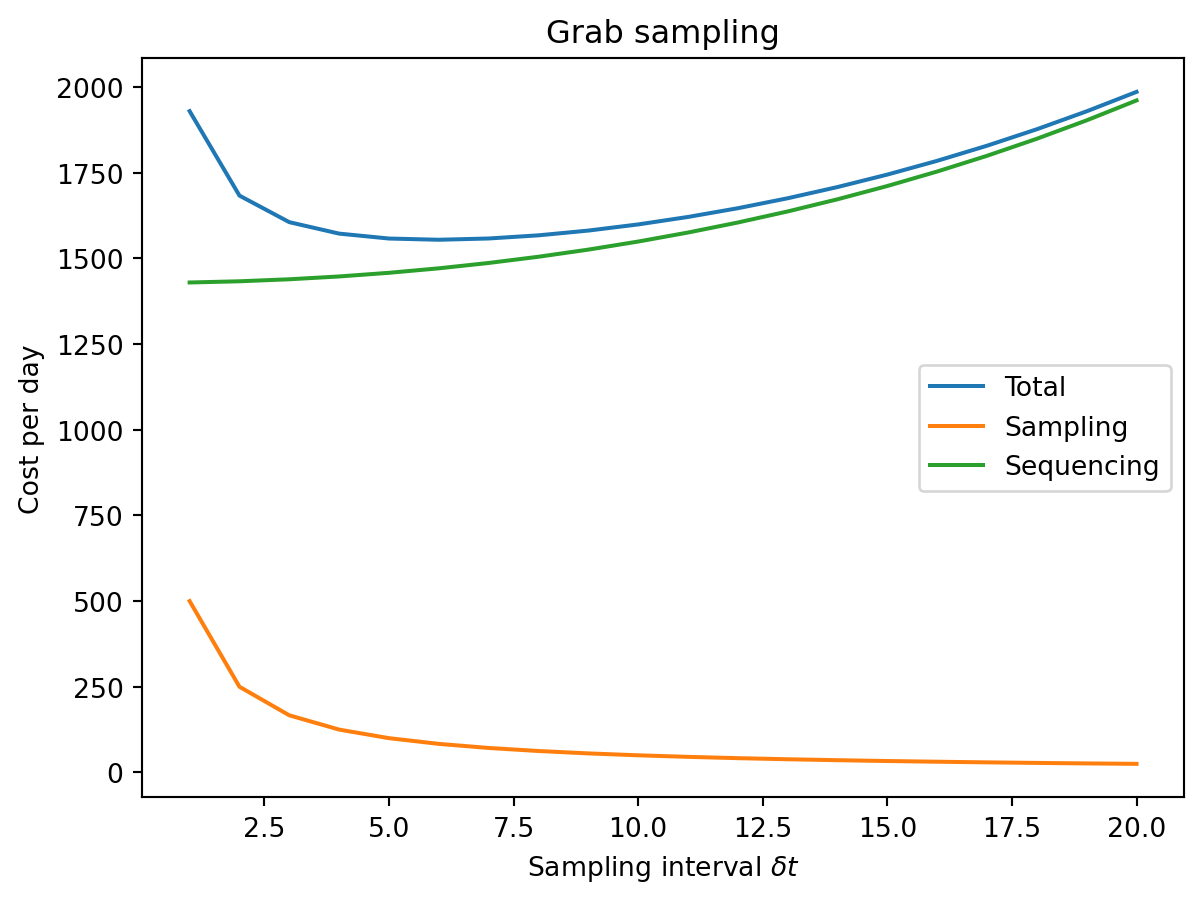 Grab sampling
2000
1750
1500
1250
1000
750
500
250
0
Cost per day
Total
Sampling
Sequencing
2.5 5.0 7.5 10.0 12.5 15.0 17.5 20.0
Sampling interval δt